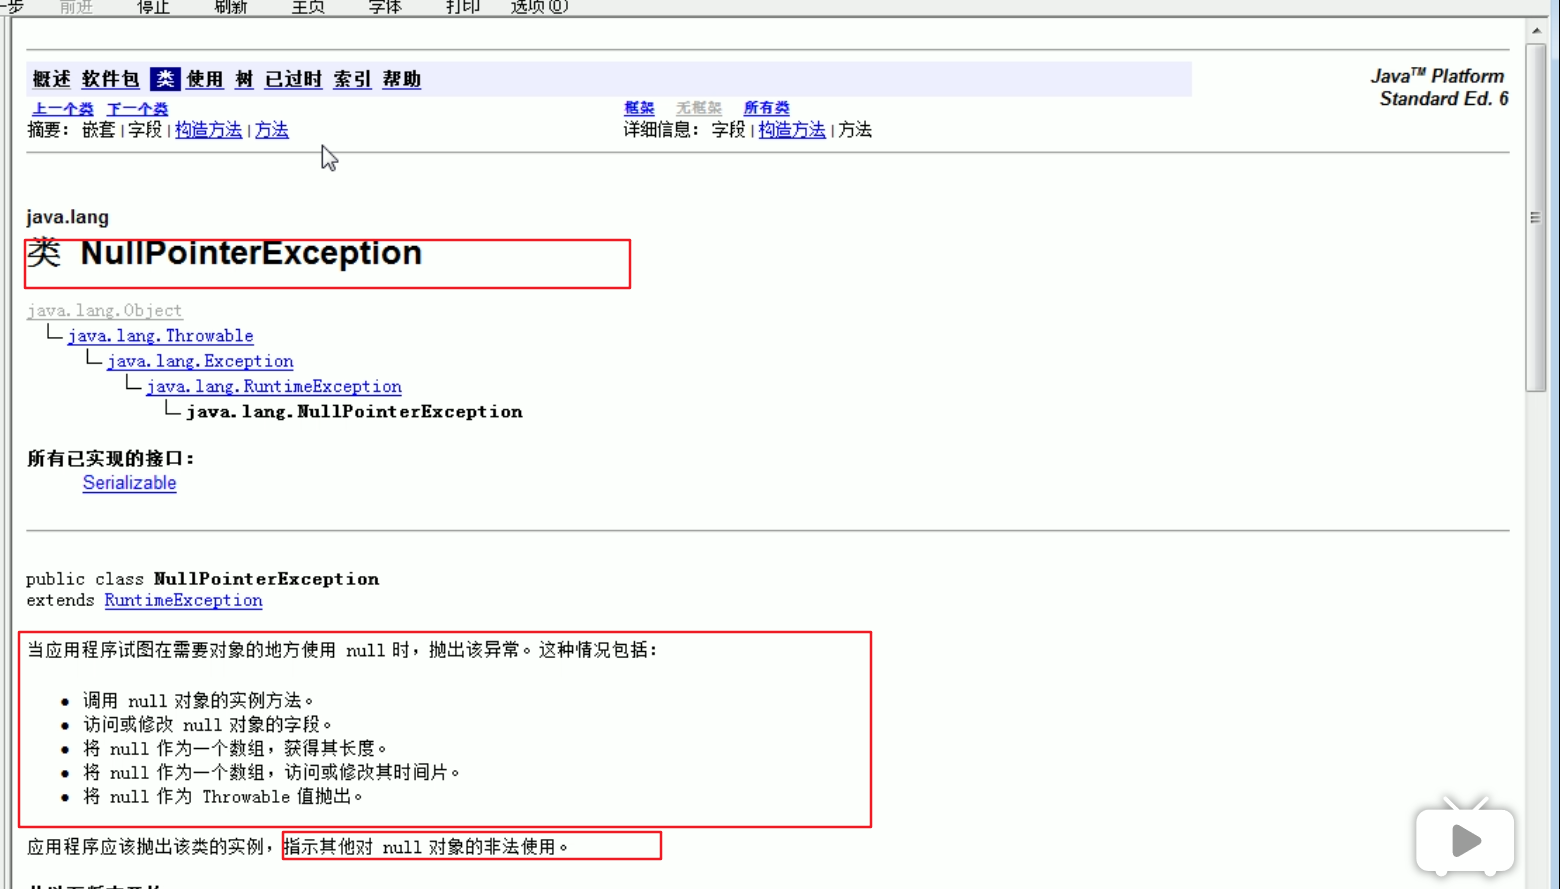 一步 前进 停止 刷新 主页 字体 打印 选项(O)
概述 软件包 类 使用 树 已过时 索引 帮助
Java™ Platform
Standard Ed. 6
上一个类 下一个类 框架 无框架 所有类
摘要： 嵌套 | 字段 | 构造方法 | 方法 详细信息： 字段 | 构造方法 | 方法
java.lang
类 NullPointerException
java.lang.Object
java.lang.Throwable
java.lang.Exception
java.lang.RuntimeException
java.lang.NullPointerException
所有已实现的接口：
Serializable
public class NullPointerException
extends RuntimeException
当应用程序试图在需要对象的地方使用 null 时，抛出该异常。这种情况包括：
调用 null 对象的实例方法。
访问或修改 null 对象的字段。
将 null 作为一个数组，获得其长度。
将 null 作为一个数组，访问或修改其时间片。
将 null 作为 Throwable 值抛出。
应用程序应该抛出该类的实例，指示其他对 null 对象的非法使用。